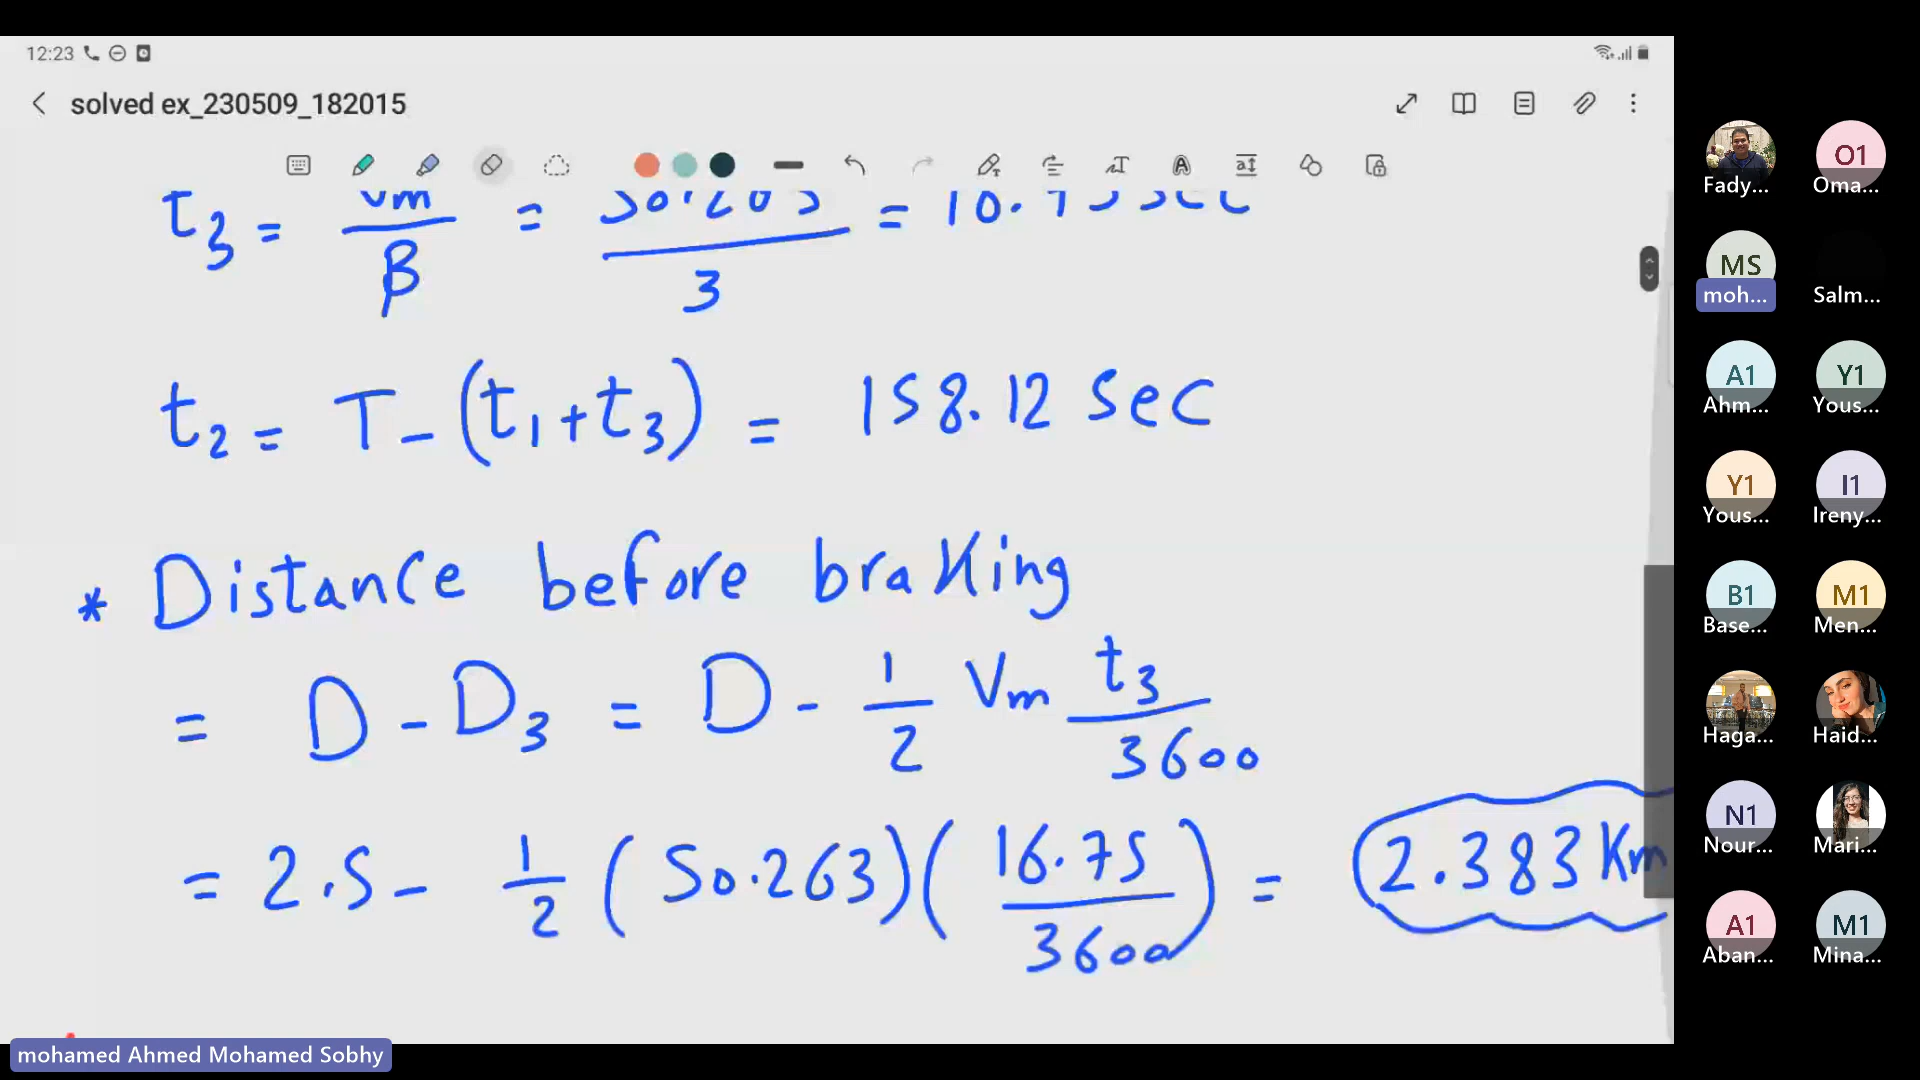 12:23
solved ex_230509_182015
t3 = Vm / β = 50.263 / 3 = 16.75 sec
t2 = T - (t1 + t3) = 158.12 sec
* Distance before braking
= D - D3 = D - 1/2 Vm t3/3600
= 2.5 - 1/2 (50.263)(16.75/3600) = 2.383 Km
mohamed Ahmed Mohamed Sobhy
Fady...
O1
Oma...
MS
moh...
Salm...
A1
Ahm...
Y1
Yous...
Y1
Yous...
I1
Ireny...
B1
Base...
M1
Men...
Haga...
Haid...
N1
Nour...
Mari...
A1
Aban...
M1
Mina...